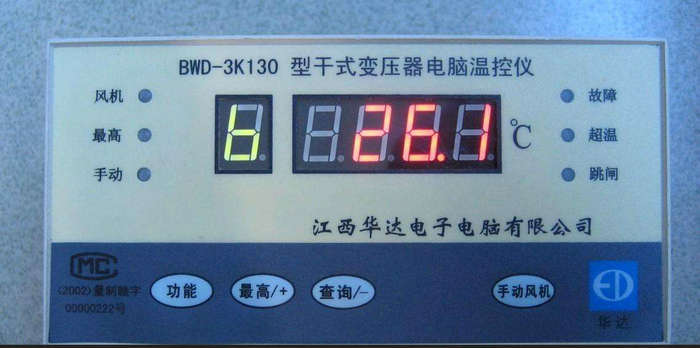 BWD-3K130 型干式变压器电脑温控仪
风机
最高
手动
b
26.1
℃
故障
超温
跳闸
江西华达电子电脑有限公司
MC
(2002)量制赣字
00000222号
功能
最高/+
查询/-
手动风机
华达